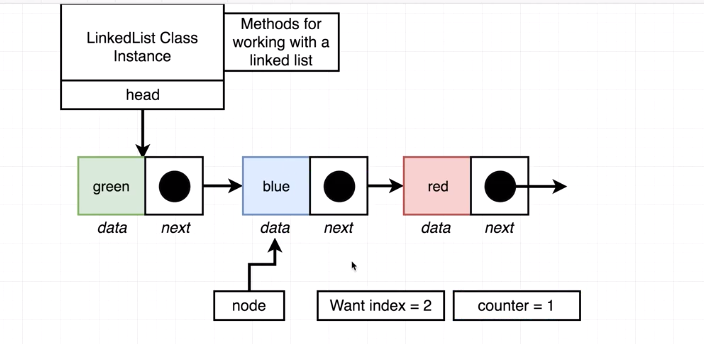 LinkedList Class
Instance
Methods for
working with a
linked list
head
green
blue
red
data
next
data
next
data
next
node
Want index = 2
counter = 1